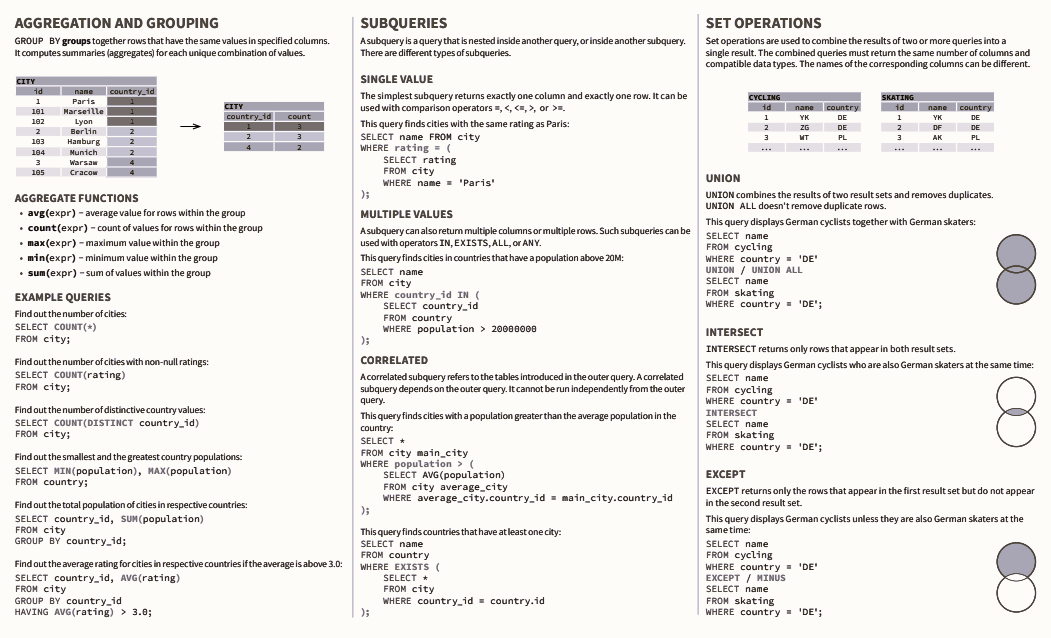 AGGREGATION AND GROUPING
GROUP BY groups together rows that have the same values in specified columns.
It computes summaries (aggregates) for each unique combination of values.
CITY
id name country_id
1 Paris 1
101 Marseille 1
102 Lyon 1
2 Berlin 2
103 Hamburg 2
104 Munich 2
3 Warsaw 4
105 Cracow 4
CITY
country_id count
1 3
2 3
4 2
AGGREGATE FUNCTIONS
• avg(expr) – average value for rows within the group
• count(expr) – count of values for rows within the group
• max(expr) – maximum value within the group
• min(expr) – minimum value within the group
• sum(expr) – sum of values within the group
EXAMPLE QUERIES
Find out the number of cities:
SELECT COUNT(*)
FROM city;
Find out the number of cities with non-null ratings:
SELECT COUNT(rating)
FROM city;
Find out the number of distinctive country values:
SELECT COUNT(DISTINCT country_id)
FROM city;
Find out the smallest and the greatest country populations:
SELECT MIN(population), MAX(population)
FROM country;
Find out the total population of cities in respective countries:
SELECT country_id, SUM(population)
FROM city
GROUP BY country_id;
Find out the average rating for cities in respective countries if the average is above 3.0:
SELECT country_id, AVG(rating)
FROM city
GROUP BY country_id
HAVING AVG(rating) > 3.0;
SUBQUERIES
A subquery is a query that is nested inside another query, or inside another subquery.
There are different types of subqueries.
SINGLE VALUE
The simplest subquery returns exactly one column and exactly one row. It can be
used with comparison operators =, <, <=, >, or >=.
This query finds cities with the same rating as Paris:
SELECT name FROM city
WHERE rating = (
SELECT rating
FROM city
WHERE name = 'Paris'
);
MULTIPLE VALUES
A subquery can also return multiple columns or multiple rows. Such subqueries can be
used with operators IN, EXISTS, ALL, or ANY.
This query finds cities in countries that have a population above 20M:
SELECT name
FROM city
WHERE country_id IN (
SELECT country_id
FROM country
WHERE population > 20000000
);
CORRELATED
A correlated subquery refers to the tables introduced in the outer query. A correlated
subquery depends on the outer query. It cannot be run independently from the outer
query.
This query finds cities with a population greater than the average population in the
country:
SELECT *
FROM city main_city
WHERE population > (
SELECT AVG(population)
FROM city average_city
WHERE average_city.country_id = main_city.country_id
);
This query finds countries that have at least one city:
SELECT name
FROM country
WHERE EXISTS (
SELECT *
FROM city
WHERE country_id = country.id
);
SET OPERATIONS
Set operations are used to combine the results of two or more queries into a
single result. The combined queries must return the same number of columns and
compatible data types. The names of the corresponding columns can be different.
CYCLING
id name country
1 YK DE
2 ZG DE
3 WT PL
... ... ...
SKATING
id name country
1 YK DE
2 DF DE
3 AK PL
... ... ...
UNION
UNION combines the results of two result sets and removes duplicates.
UNION ALL doesn't remove duplicate rows.
This query displays German cyclists together with German skaters:
SELECT name
FROM cycling
WHERE country = 'DE'
UNION / UNION ALL
SELECT name
FROM skating
WHERE country = 'DE';
INTERSECT
INTERSECT returns only rows that appear in both result sets.
This query displays German cyclists who are also German skaters at the same time:
SELECT name
FROM cycling
WHERE country = 'DE'
INTERSECT
SELECT name
FROM skating
WHERE country = 'DE';
EXCEPT
EXCEPT returns only the rows that appear in the first result set but do not appear
in the second result set.
This query displays German cyclists unless they are also German skaters at the
same time:
SELECT name
FROM cycling
WHERE country = 'DE'
EXCEPT / MINUS
SELECT name
FROM skating
WHERE country = 'DE';